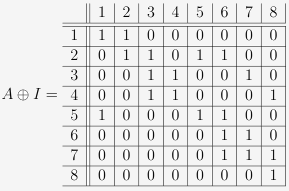 1 2 3 4 5 6 7 8
1 1 1 0 0 0 0 0 0
2 0 1 1 0 1 1 0 0
3 0 0 1 1 0 0 1 0
A ⊕ I = 4 0 0 1 1 0 0 0 1
5 1 0 0 0 1 1 0 0
6 0 0 0 0 0 1 1 0
7 0 0 0 0 0 1 1 1
8 0 0 0 0 0 0 0 1